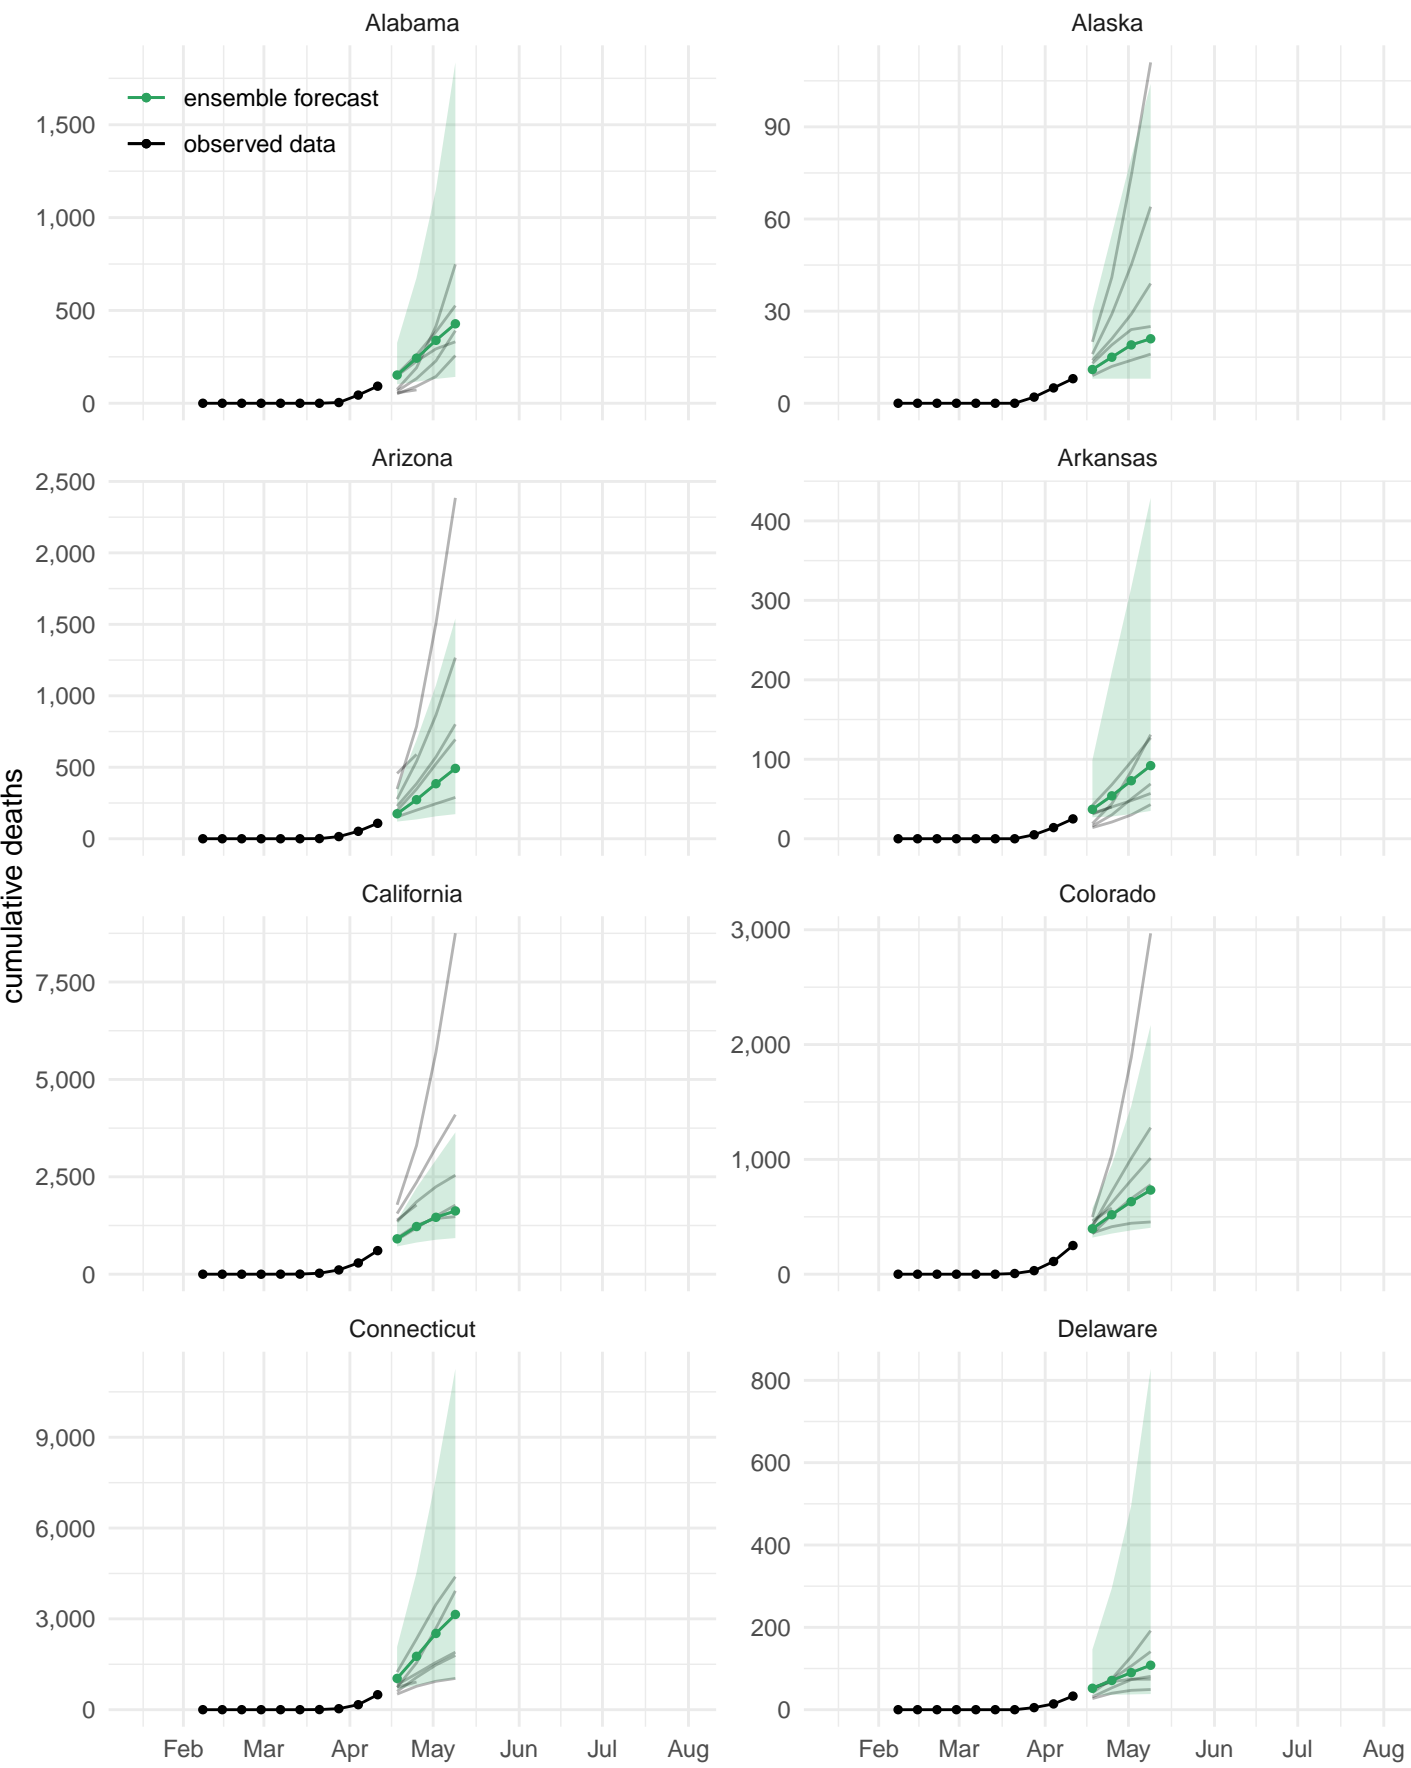 Alabama
Alaska
ensemble forecast
observed data
1,500
1,000
500
0
90
60
30
0
Arizona
Arkansas
2,500
2,000
1,500
1,000
500
0
400
300
200
100
0
cumulative deaths
California
Colorado
7,500
5,000
2,500
0
3,000
2,000
1,000
0
Connecticut
Delaware
9,000
6,000
3,000
0
800
600
400
200
0
Feb Mar Apr May Jun Jul Aug
Feb Mar Apr May Jun Jul Aug